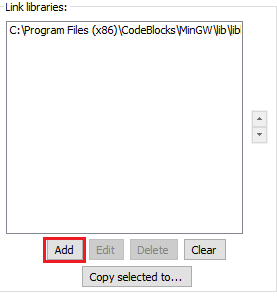 Link libraries:
C:\Program Files (x86)\CodeBlocks\MinGW\lib\lib
Add Edit Delete Clear
Copy selected to...